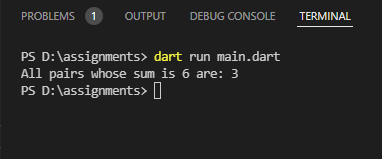 PROBLEMS 1 OUTPUT DEBUG CONSOLE TERMINAL
PS D:\assignments> dart run main.dart
All pairs whose sum is 6 are: 3
PS D:\assignments>